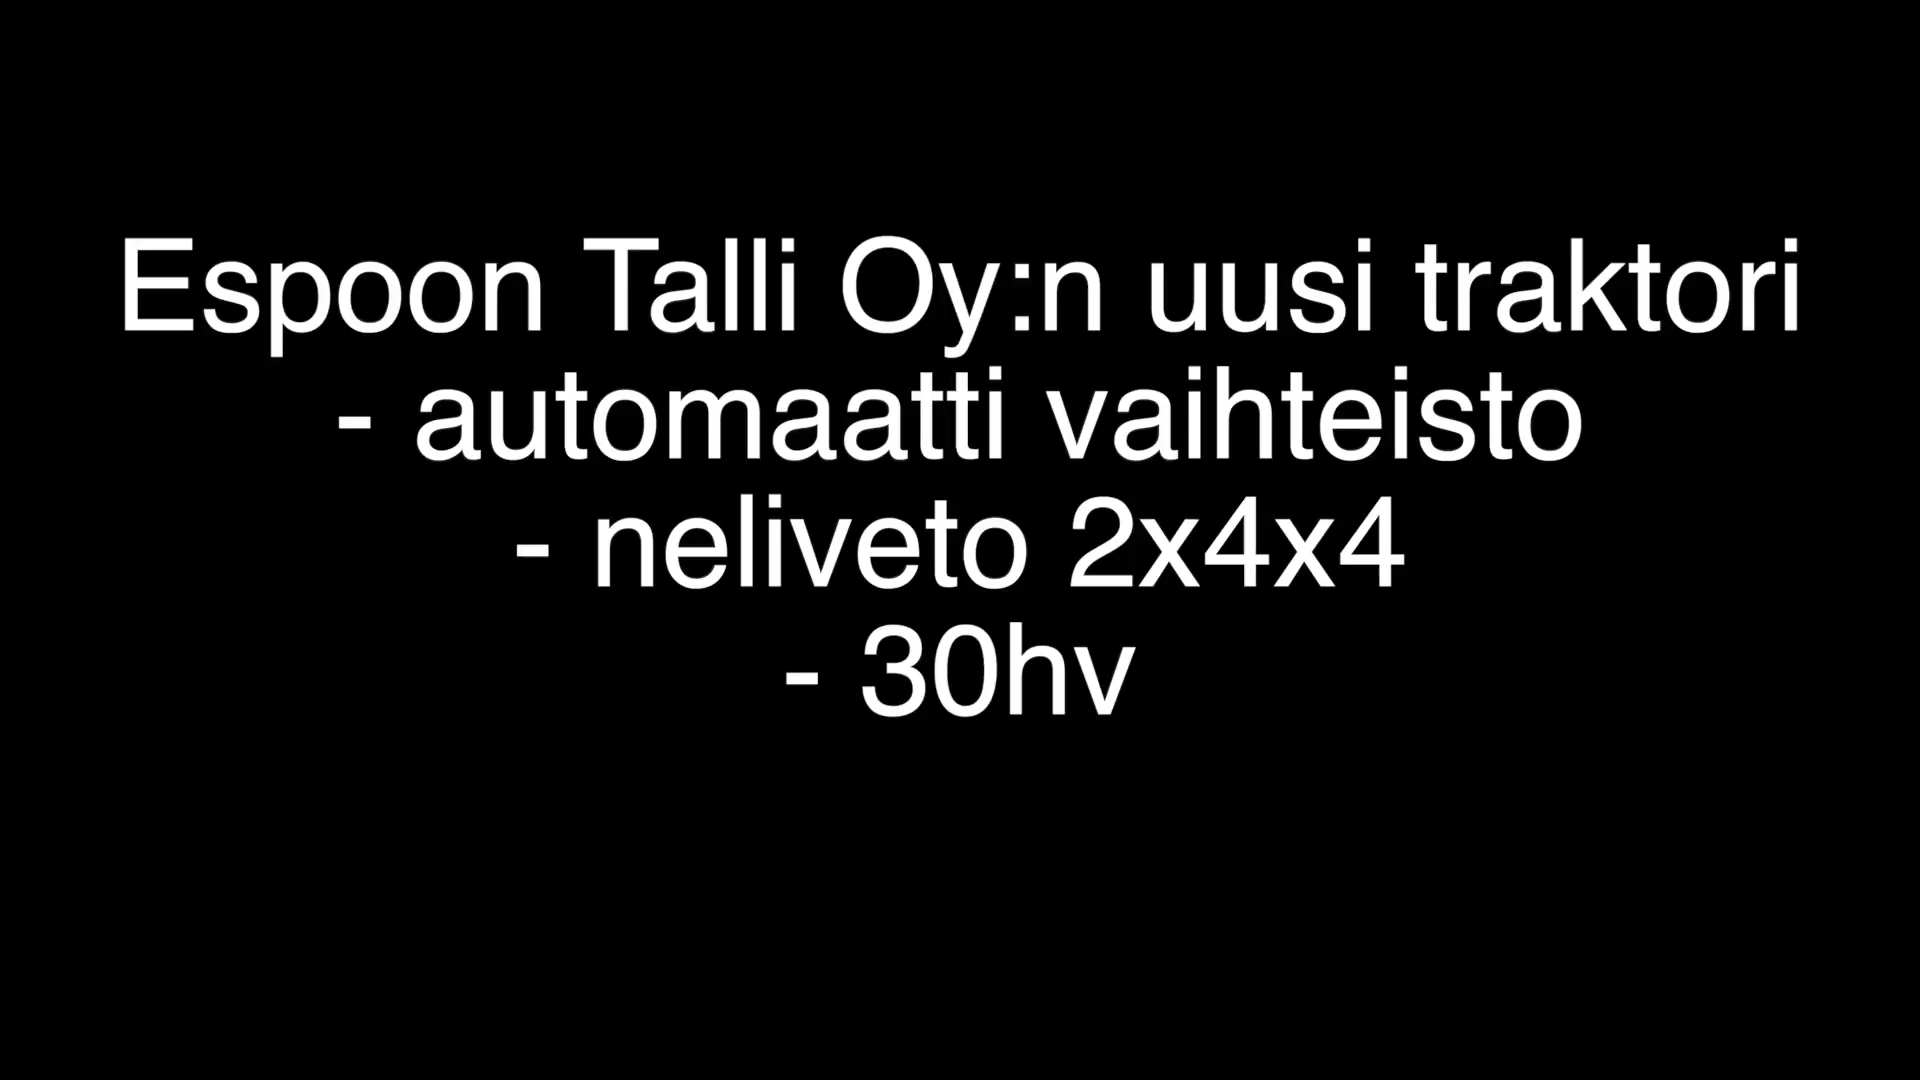 Espoon Talli Oy:n uusi traktori
- automaatti vaihteisto
- neliveto 2x4x4
- 30hv